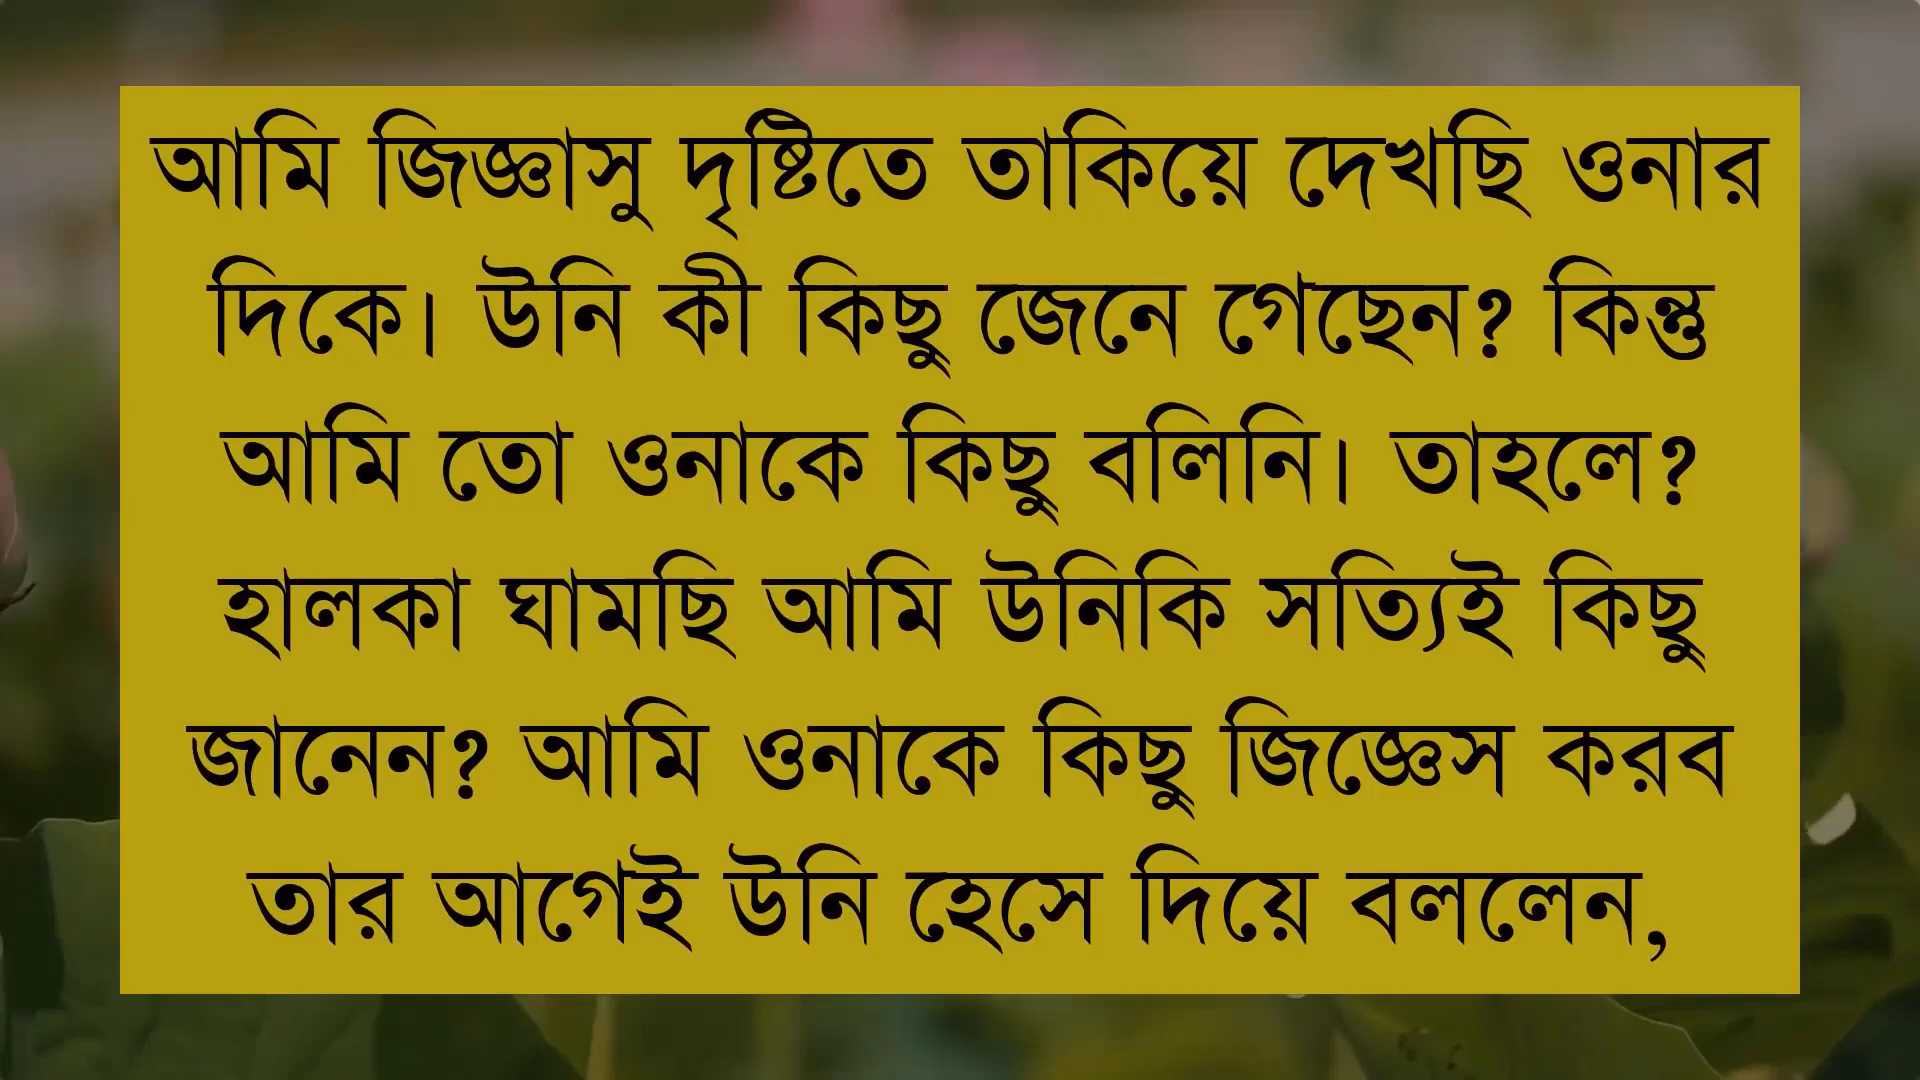 আমি জিজ্ঞাসু দৃষ্টিতে তাকিয়ে দেখছি ওনার
দিকে। উনি কী কিছু জেনে গেছেন? কিন্তু
আমি তো ওনাকে কিছু বলিনি। তাহলে?
হালকা ঘামছি আমি উনিকি সত্যিই কিছু
জানেন? আমি ওনাকে কিছু জিজ্ঞেস করব
তার আগেই উনি হেসে দিয়ে বললেন,